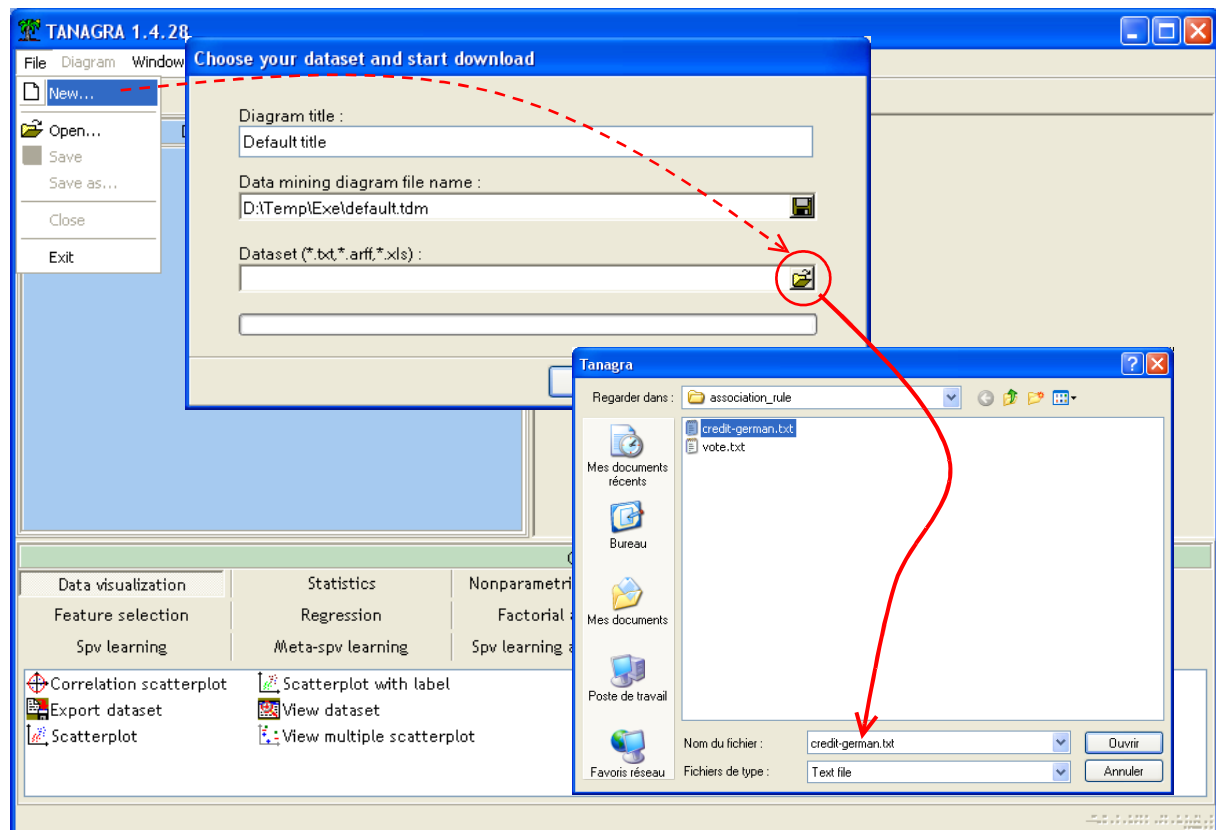 TANAGRA 1.4.28
File Diagram Window
New...
Open...
Save
Save as...
Close
Exit
Choose your dataset and start download
Diagram title :
Default title
Data mining diagram file name :
D:\Temp\Exe\default.tdm
Dataset (*.txt,*.arff,*.xls) :
Tanagra
Regarder dans : association_rule
credit-german.txt
vote.txt
Mes documents
récents
Bureau
Mes documents
Poste de travail
Favoris réseau
Nom du fichier : credit-german.txt Ouvrir
Fichiers de type : Text file Annuler
Data visualization Statistics Nonparametri
Feature selection Regression Factorial
Spv learning Meta-spv learning Spv learning
Correlation scatterplot Scatterplot with label
Export dataset View dataset
Scatterplot View multiple scatterplot